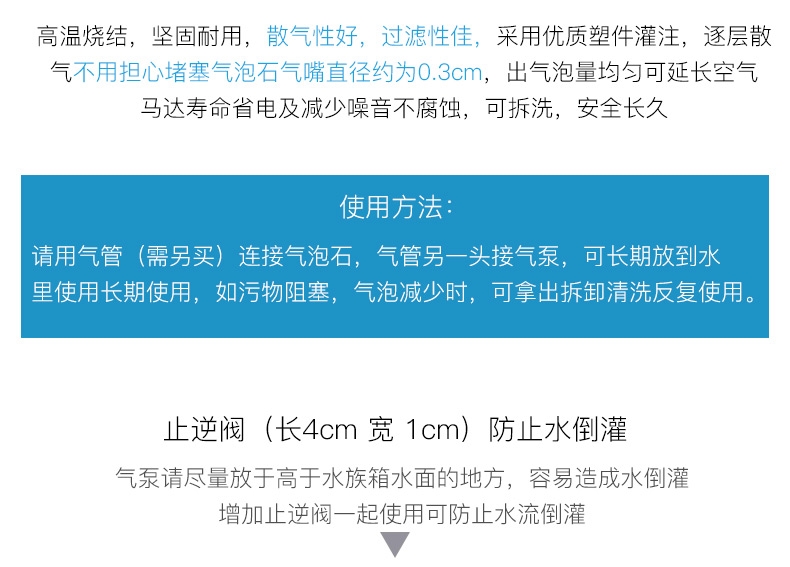 高温烧结，坚固耐用，散气性好，过滤性佳，采用优质塑件灌注，逐层散
气不用担心堵塞气泡石气嘴直径约为0.3cm，出气泡量均匀可延长空气
马达寿命省电及减少噪音不腐蚀，可拆洗，安全长久
使用方法：
请用气管（需另买）连接气泡石，气管另一头接气泵，可长期放到水
里使用长期使用，如污物阻塞，气泡减少时，可拿出拆卸清洗反复使用。
止逆阀（长4cm 宽 1cm）防止水倒灌
气泵请尽量放于高于水族箱水面的地方，容易造成水倒灌
增加止逆阀一起使用可防止水流倒灌